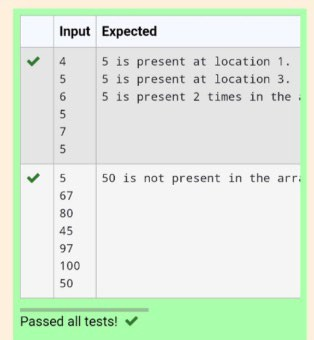 Input Expected
4 5 is present at location 1.
5 5 is present at location 3.
6 5 is present 2 times in the
5
7
5
5 50 is not present in the
67
80
45
97
100
50
Passed all tests!